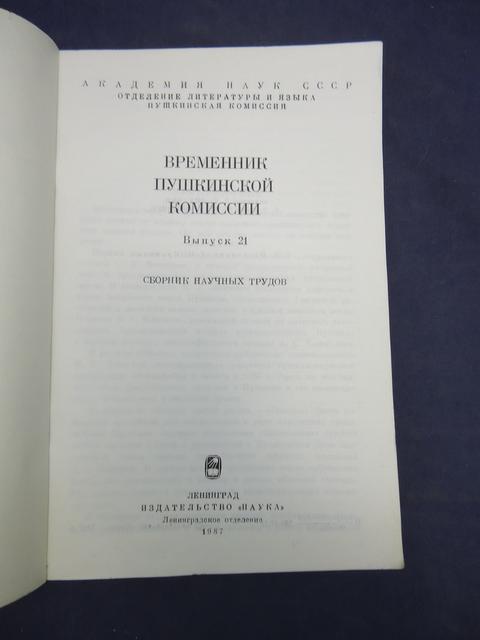 АКАДЕМИЯ НАУК СССР
ОТДЕЛЕНИЕ ЛИТЕРАТУРЫ И ЯЗЫКА
ПУШКИНСКАЯ КОМИССИЯ
ВРЕМЕННИК
ПУШКИНСКОЙ
КОМИССИИ
Выпуск 21
СБОРНИК НАУЧНЫХ ТРУДОВ
ЛЕНИНГРАД
ИЗДАТЕЛЬСТВО «НАУКА»
Ленинградское отделение
1987